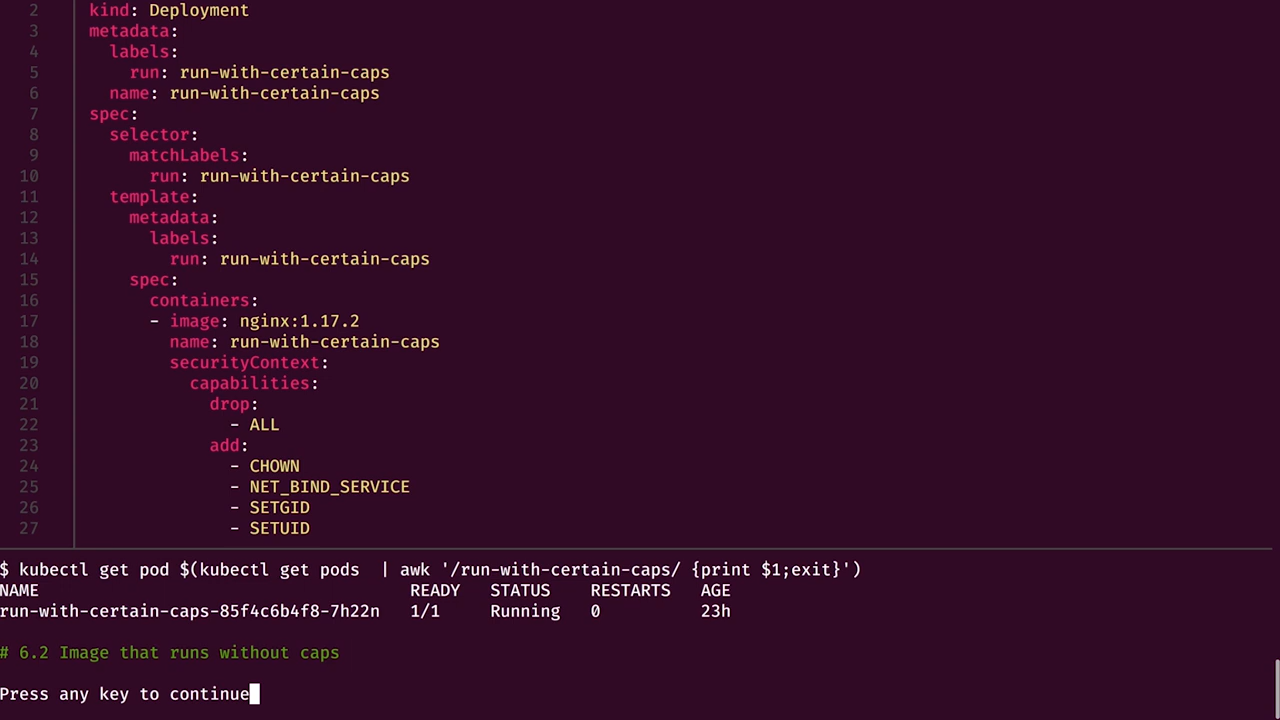 2 kind: Deployment
3 metadata:
4 labels:
5 run: run-with-certain-caps
6 name: run-with-certain-caps
7 spec:
8 selector:
9 matchLabels:
10 run: run-with-certain-caps
11 template:
12 metadata:
13 labels:
14 run: run-with-certain-caps
15 spec:
16 containers:
17 - image: nginx:1.17.2
18 name: run-with-certain-caps
19 securityContext:
20 capabilities:
21 drop:
22 - ALL
23 add:
24 - CHOWN
25 - NET_BIND_SERVICE
26 - SETGID
27 - SETUID
$ kubectl get pod $(kubectl get pods  | awk '/run-with-certain-caps/ {print $1;exit}')
NAME READY STATUS RESTARTS AGE
run-with-certain-caps-85f4c6b4f8-7h22n 1/1 Running 0 23h
# 6.2 Image that runs without caps
Press any key to continue